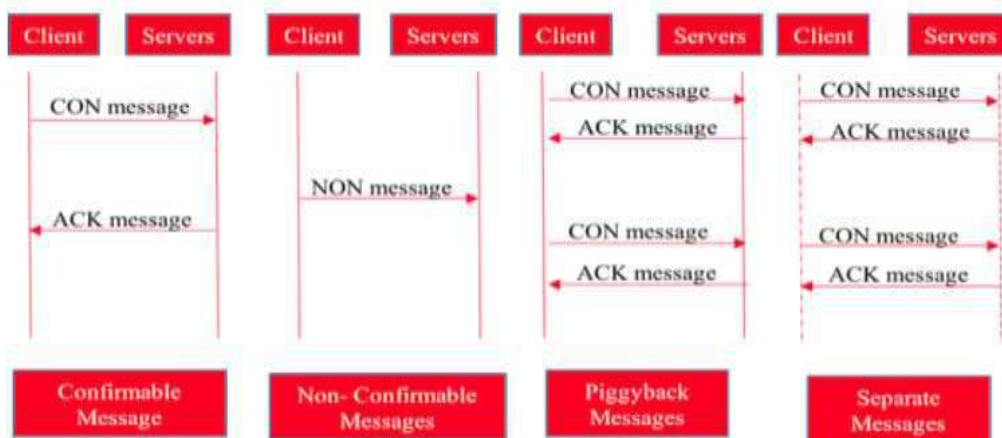 Client Servers Client Servers Client Servers Client Servers
CON message
ACK message
NON message
CON message
ACK message
CON message
ACK message
CON message
ACK message
CON message
ACK message
Confirmable
Message
Non- Confirmable
Messages
Piggyback
Messages
Separate
Messages